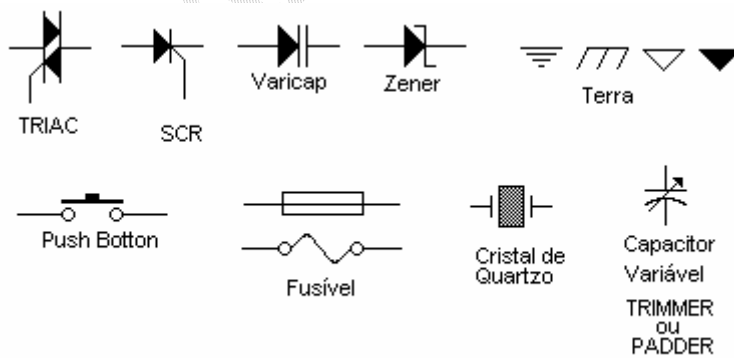 TRIAC
SCR
Varicap
Zener
Terra
Push Botton
Fusível
Cristal de
Quartzo
Capacitor
Variável
TRIMMER
ou
PADDER